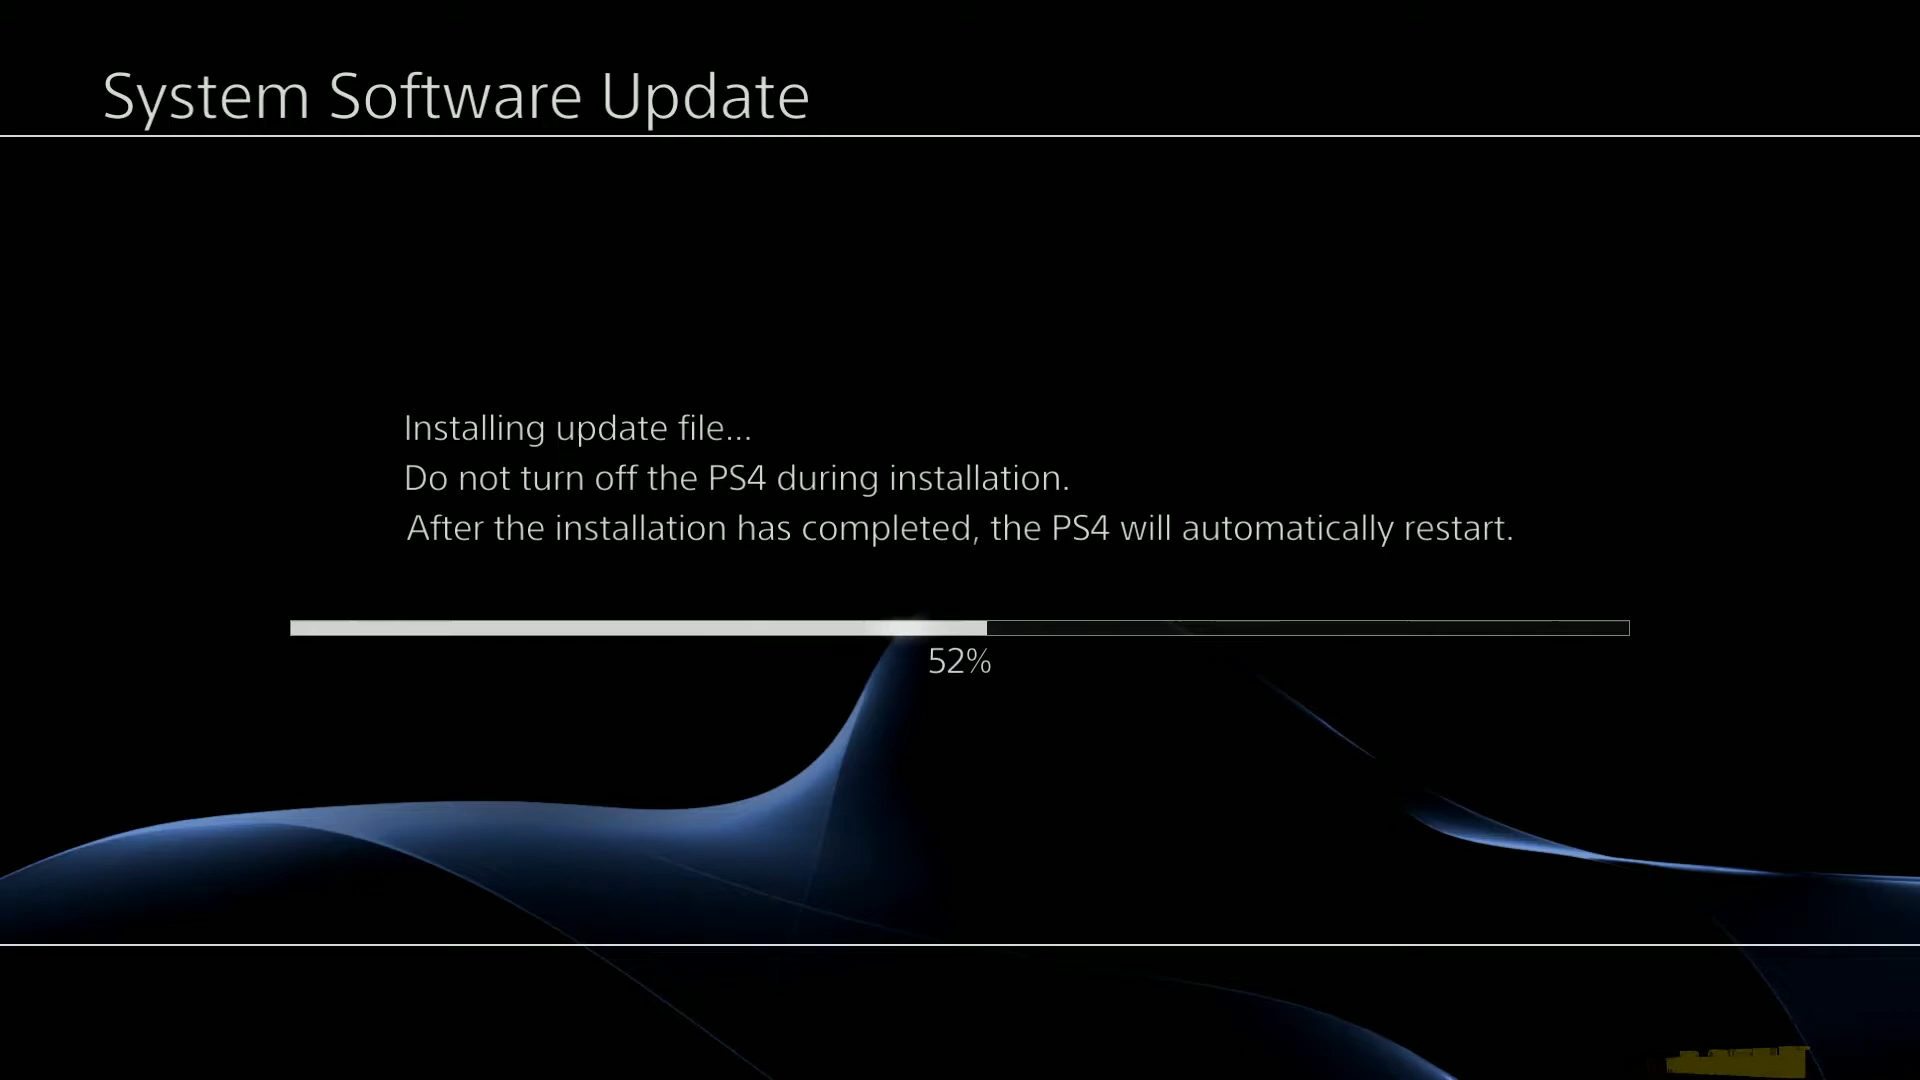 System Software Update
Installing update file...
Do not turn off the PS4 during installation.
After the installation has completed, the PS4 will automatically restart.
52%